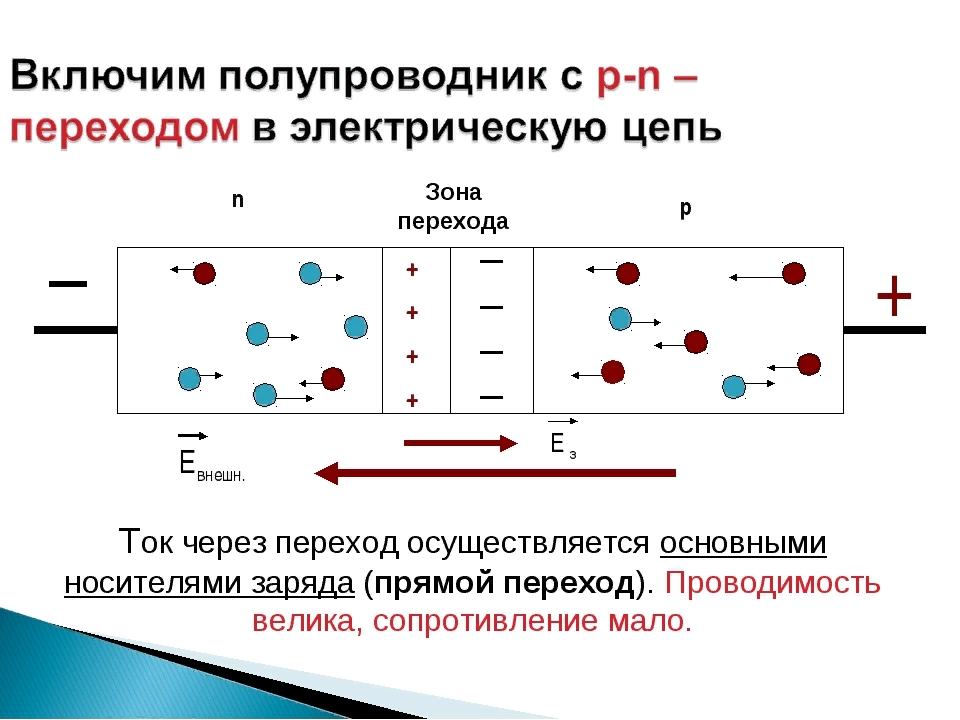 Включим полупроводник с p-n –
переходом в электрическую цепь
n
Зона
перехода
p
–
+
+ –
+ –
+ –
+ –
Eвнешн.
E з
Ток через переход осуществляется основными
носителями заряда (прямой переход). Проводимость
велика, сопротивление мало.